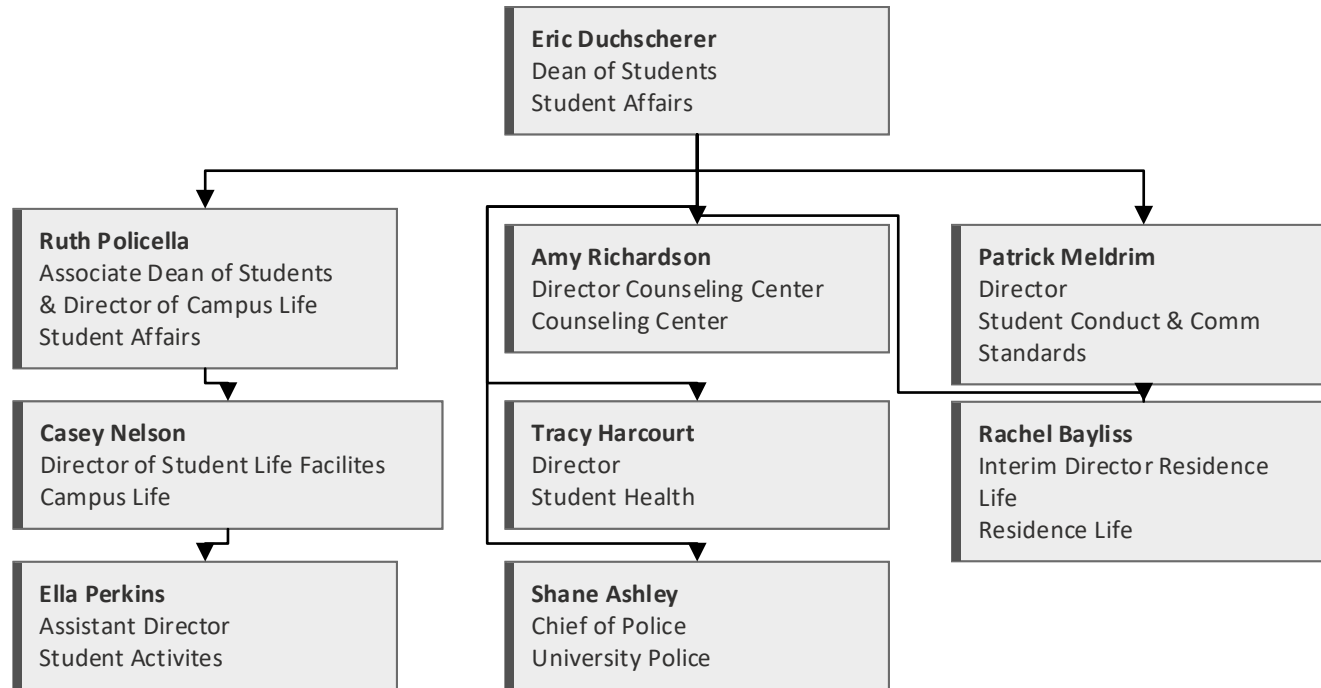 Eric Duchscherer
Dean of Students
Student Affairs
Ruth Policella
Associate Dean of Students
& Director of Campus Life
Student Affairs
Amy Richardson
Director Counseling Center
Counseling Center
Patrick Meldrim
Director
Student Conduct & Comm
Standards
Casey Nelson
Director of Student Life Facilites
Campus Life
Tracy Harcourt
Director
Student Health
Rachel Bayliss
Interim Director Residence
Life
Residence Life
Ella Perkins
Assistant Director
Student Activites
Shane Ashley
Chief of Police
University Police